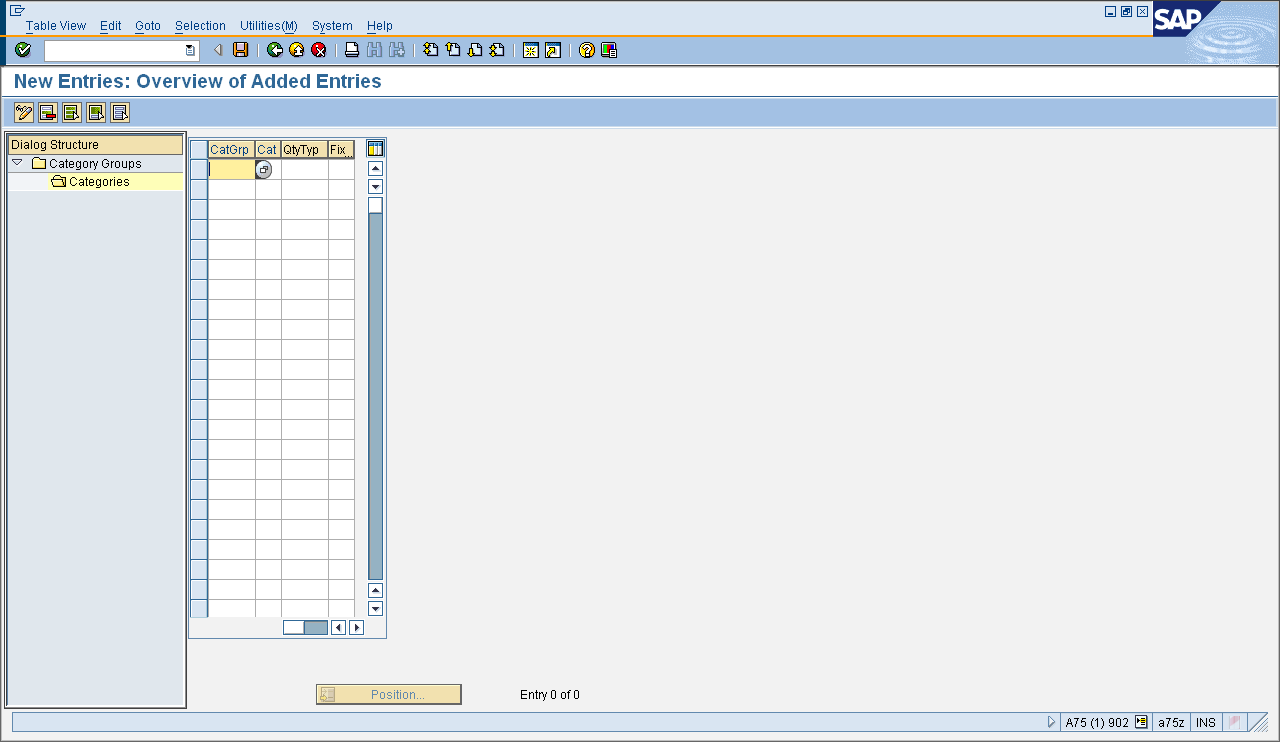 Table View Edit Goto Selection Utilities(M) System Help
SAP
New Entries: Overview of Added Entries
Dialog Structure
Category Groups
Categories
CatGrp Cat QtyTyp Fix...
Position... Entry 0 of 0
A75 (1) 902 a75z INS